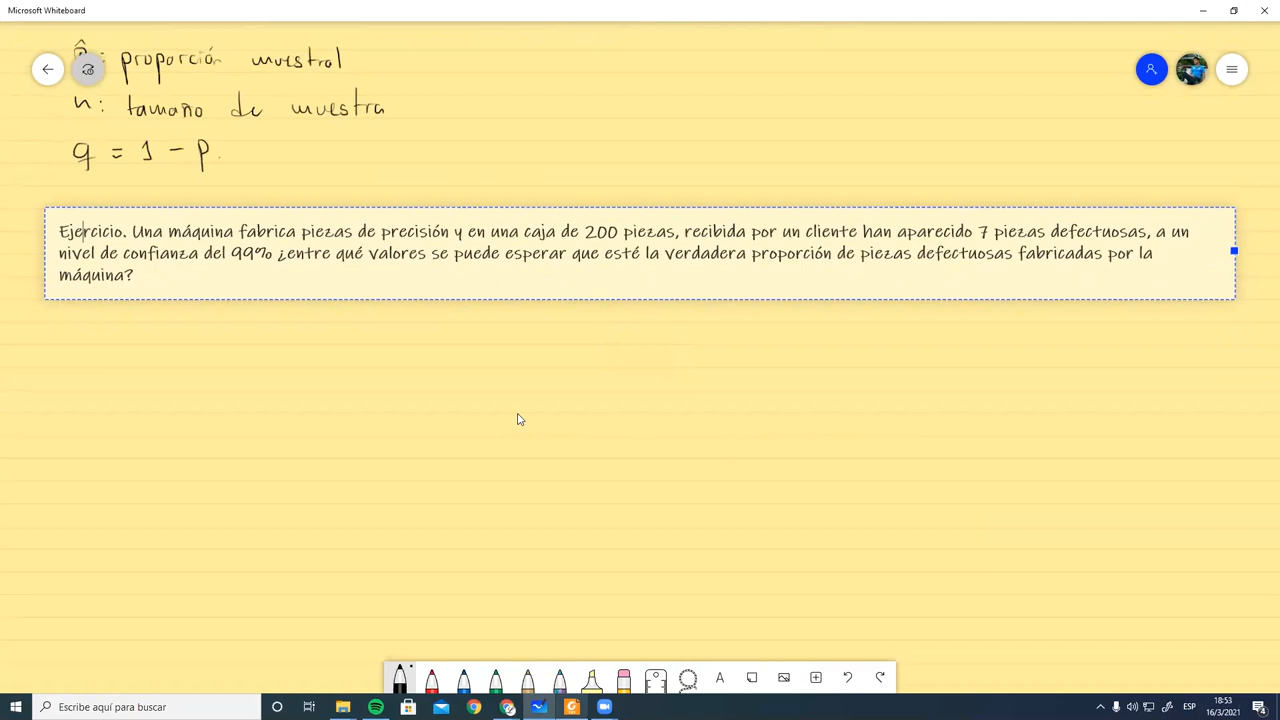 Microsoft Whiteboard
p̂: proporción muestral
n: tamaño de muestra
q = 1 - p.
Ejercicio. Una máquina fabrica piezas de precisión y en una caja de 200 piezas, recibida por un cliente han aparecido 7 piezas defectuosas, a un
nivel de confianza del 99% ¿entre qué valores se puede esperar que esté la verdadera proporción de piezas defectuosas fabricadas por la
máquina?
A
Escribe aquí para buscar
ESP
18:53
16/3/2021
4